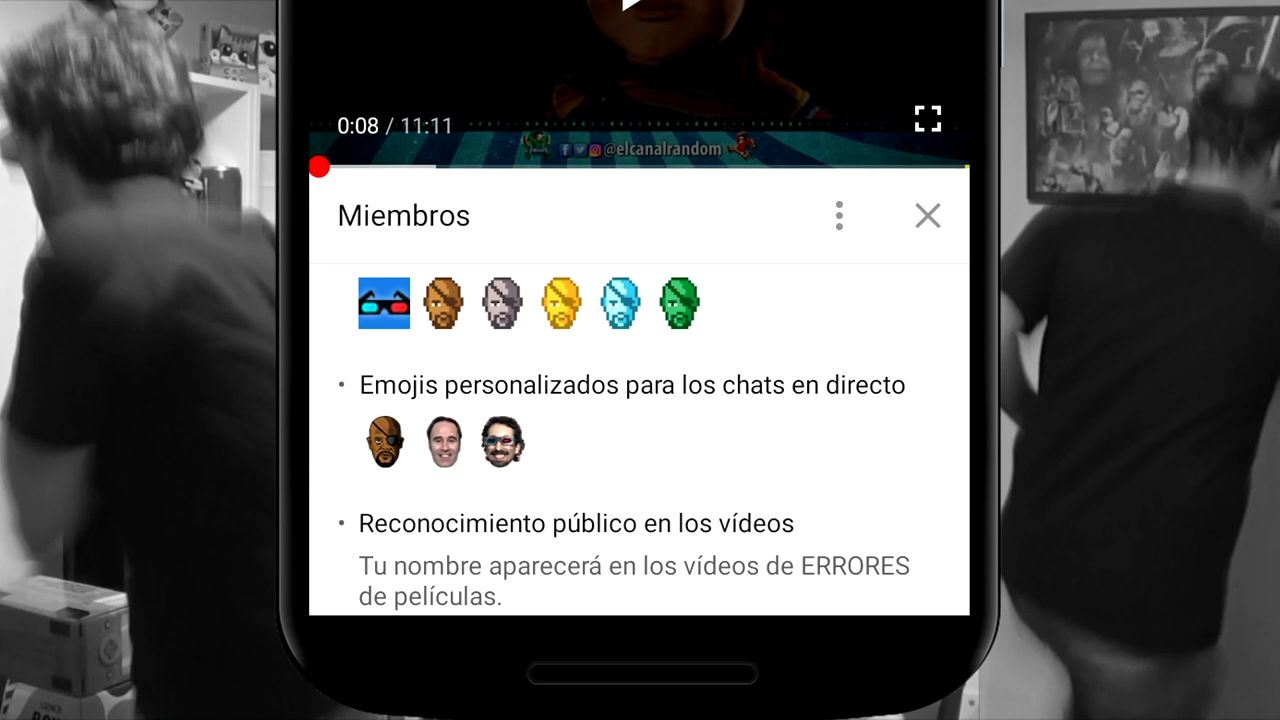 0:08 / 11:11
@elcanalrandom
Miembros
• Emojis personalizados para los chats en directo
• Reconocimiento público en los vídeos
Tu nombre aparecerá en los vídeos de ERRORES
de películas.